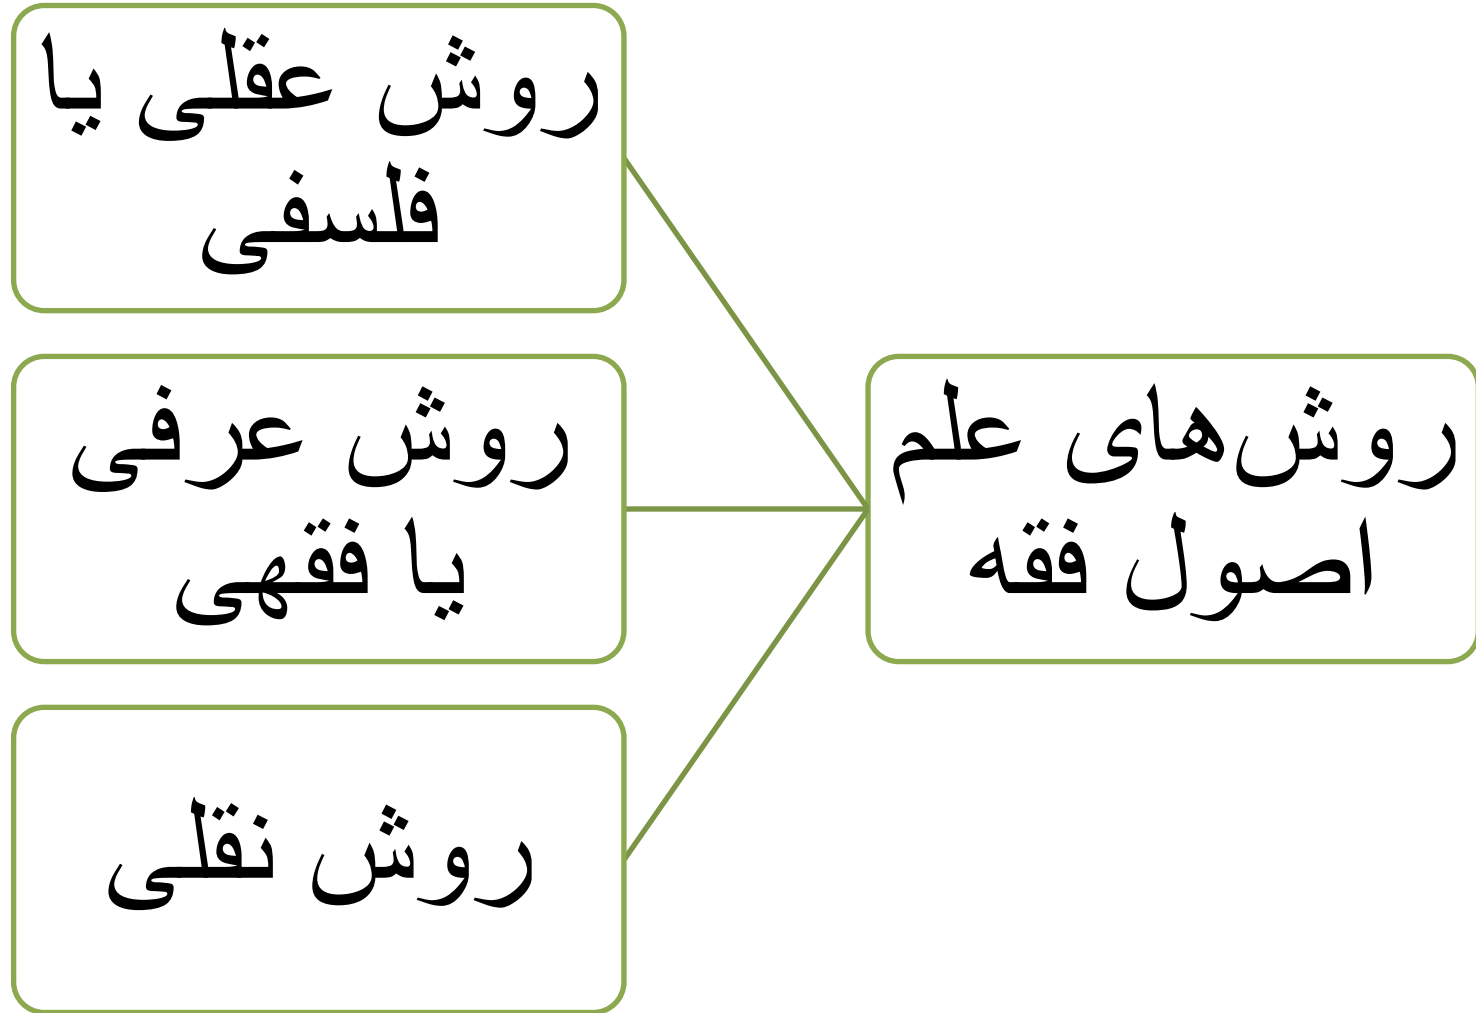 روش‌های علم
اصول فقه
روش عقلی یا
فلسفی
روش عرفی
یا فقهی
روش نقلی